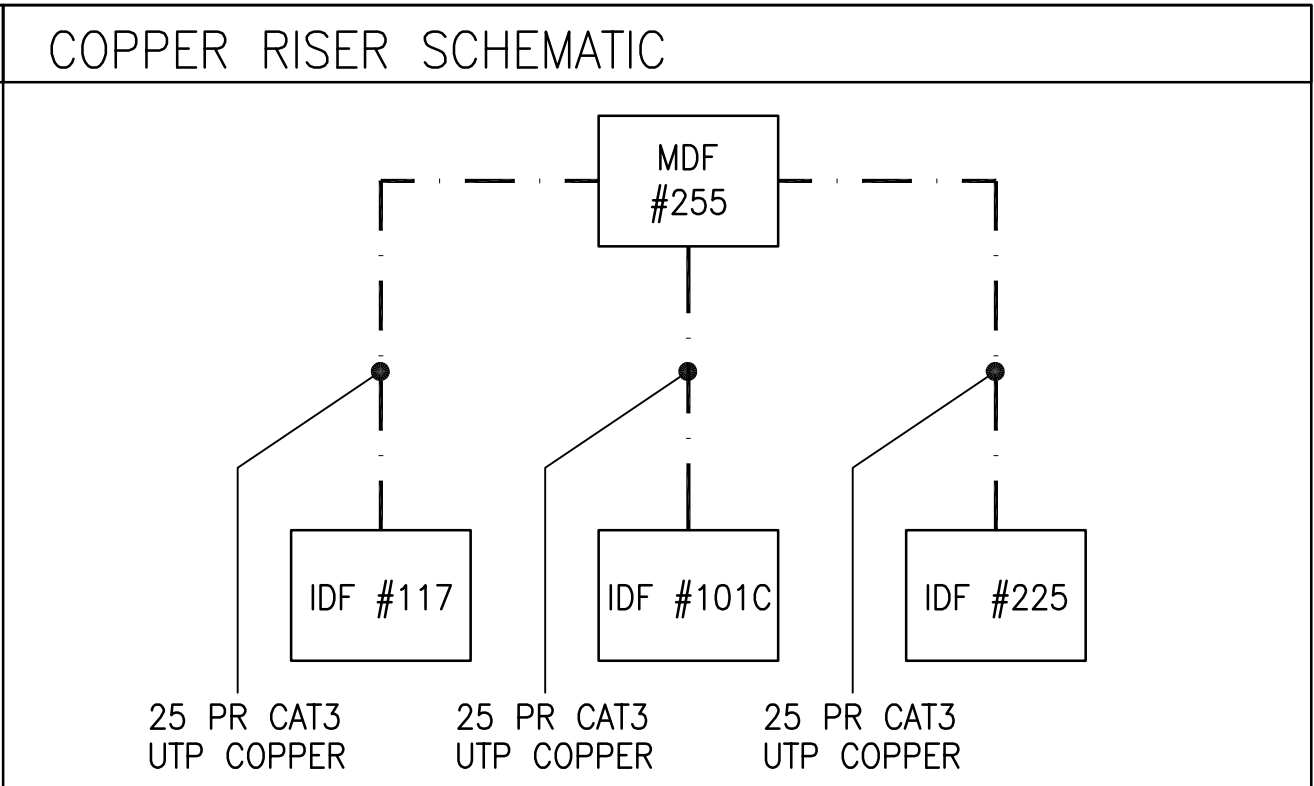 COPPER RISER SCHEMATIC
MDF
#255
IDF #117
IDF #101C
IDF #225
25 PR CAT3
UTP COPPER
25 PR CAT3
UTP COPPER
25 PR CAT3
UTP COPPER